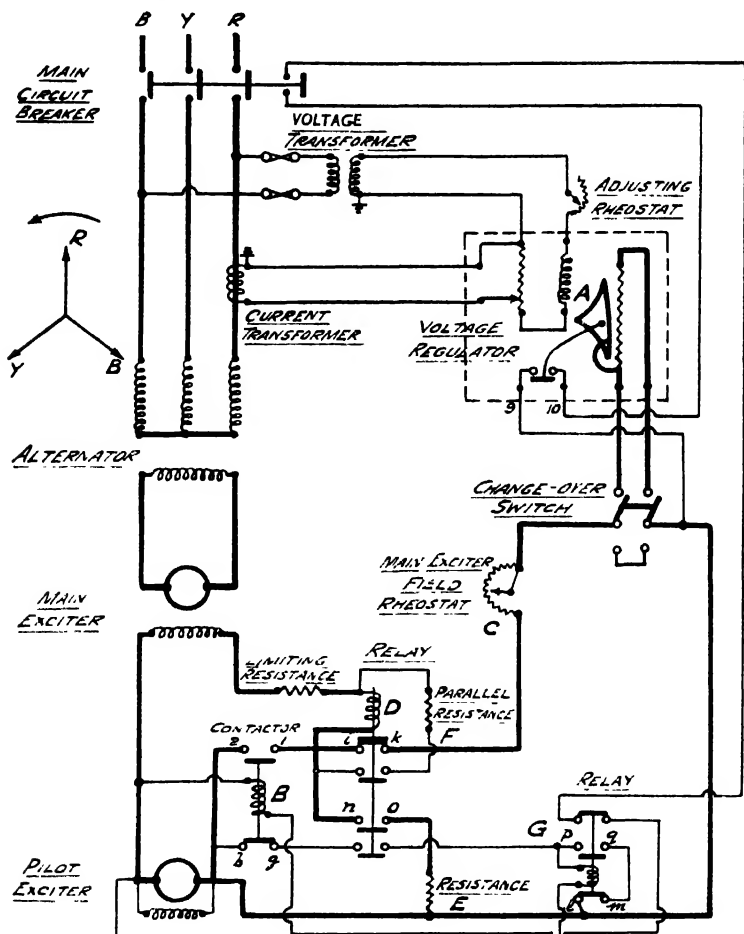 B Y R
MAIN
CIRCUIT
BREAKER
VOLTAGE
TRANSFORMER
ADJUSTING
RHEOSTAT
R
Y
B
CURRENT
TRANSFORMER
VOLTAGE
REGULATOR
A
9 10
ALTERNATOR
CHANGE-OVER
SWITCH
MAIN EXCITER
FIELD
RHEOSTAT
C
MAIN
EXCITER
LIMITING
RESISTANCE
RELAY
D
PARALLEL
RESISTANCE
F
CONTACTOR
2 1
i k
B
n o
RELAY
G
p q
b g
l m
PILOT
EXCITER
RESISTANCE
E